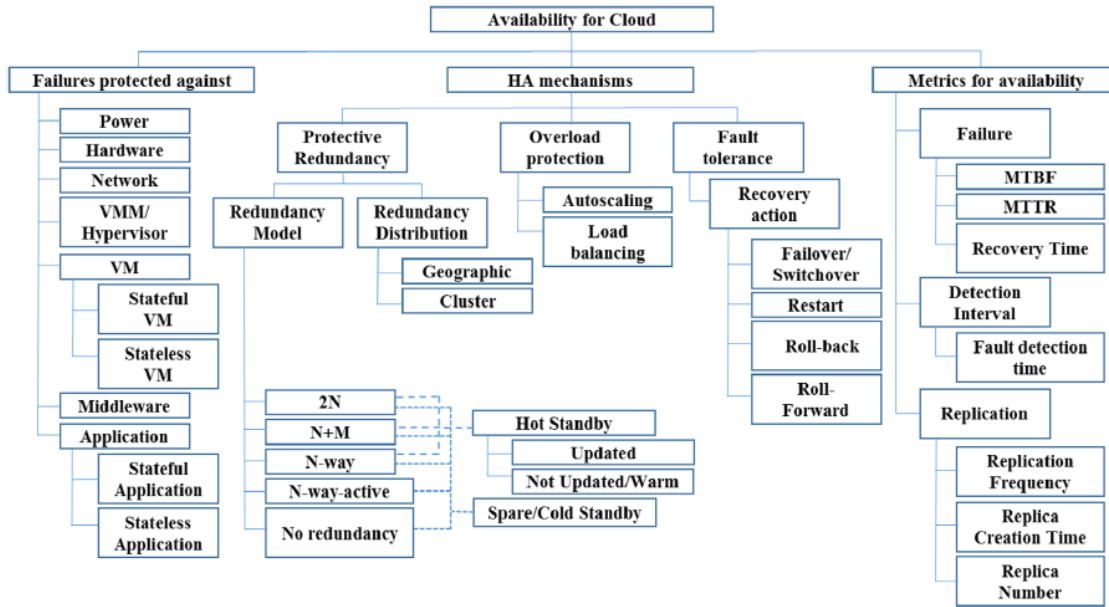 Availability for Cloud
Failures protected against
HA mechanisms
Metrics for availability
Power
Hardware
Network
VMM/
Hypervisor
VM
Stateful
VM
Stateless
VM
Middleware
Application
Stateful
Application
Stateless
Application
Protective
Redundancy
Redundancy
Model
Redundancy
Distribution
Geographic
Cluster
2N
N+M
N-way
N-way-active
No redundancy
Hot Standby
Updated
Not Updated/Warm
Spare/Cold Standby
Overload
protection
Autoscaling
Load
balancing
Fault
tolerance
Recovery
action
Failover/
Switchover
Restart
Roll-back
Roll-
Forward
Failure
MTBF
MTTR
Recovery Time
Detection
Interval
Fault detection
time
Replication
Replication
Frequency
Replica
Creation Time
Replica
Number